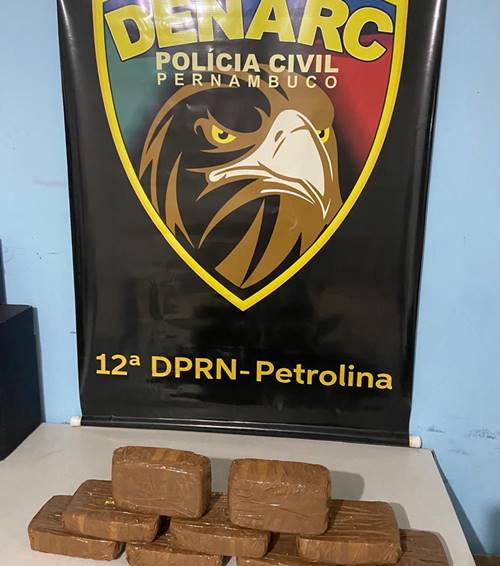 DENARC
POLÍCIA CIVIL
PERNAMBUCO
12ª DPRN-Petrolina